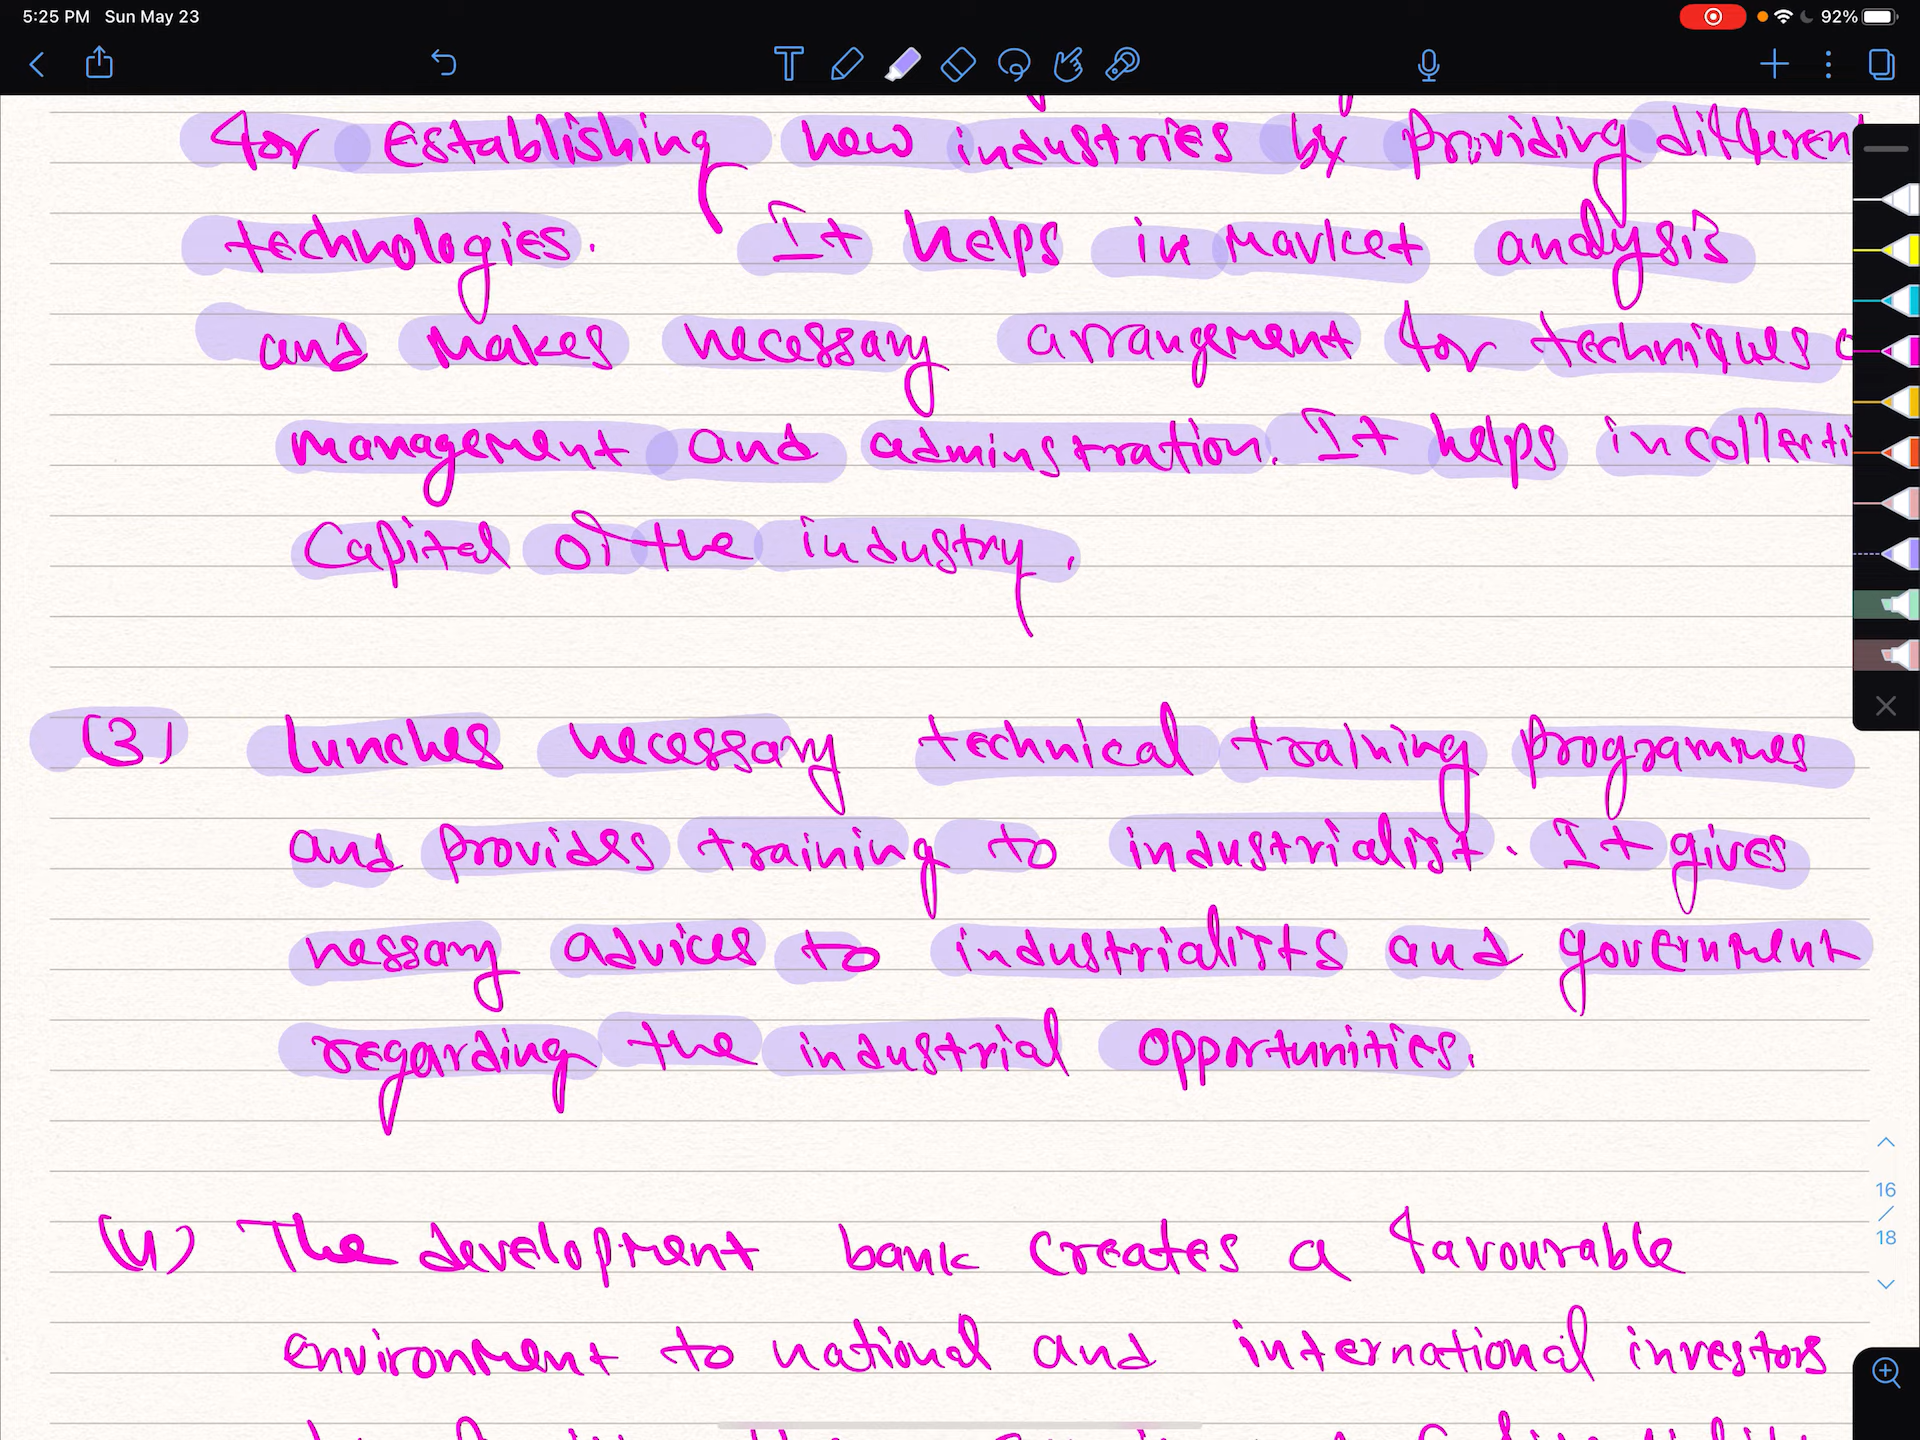 5:25 PM Sun May 23
92%
for Establishing new industries by providing differen
technologies. It helps in market analysis
and makes necessary arrangement for techniques
management and adminstration. It helps in collecti
Capital of the industry.
(3) Lunches necessary technical training programmes
and provides training to industrialist. It gives
nessary advices to industrialists and government
regarding the industrial opportunities.
16
/
18
(4) The development bank creates a favourable
environment to national and international investors